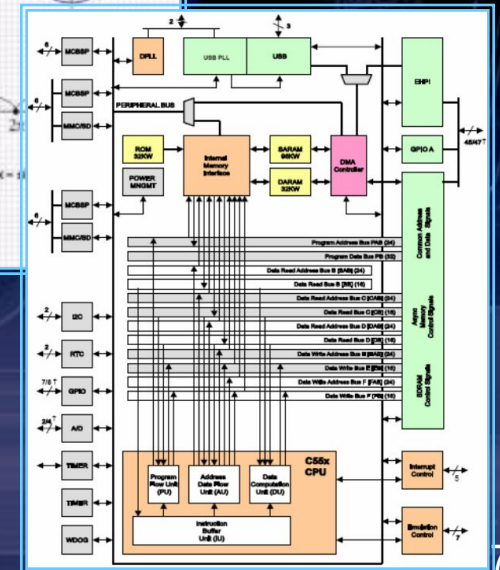 2
3
6
MCBSP
DPLL
USB PLL
USB
EHPI
6
MCBSP
MMC/SD
PERIPHERAL BUS
ROM
32KW
POWER
MNGMT
Internal
Memory
Interface
SARAM
96KW
DARAM
32KW
DMA
Controller
GPIO A
6
MCBSP
MMC/SD
Common Address
and Data Signals
Async
Memory
Control Signals
SDRAM
Control Signals
Program Address Bus PAB (24)
Program Data Bus PB (32)
Data Read Address Bus B [BAB] (24)
Data Read Bus B [BB] (16)
Data Read Address Bus C [CAB] (24)
Data Read Bus C [CB] (16)
Data Read Address Bus D [DAB] (24)
Data Read Bus D [DB] (16)
Data Write Address Bus E [EAB] (24)
Data Write Bus E [EB] (16)
Data Write Address Bus F [FAB] (24)
Data Write Bus F [FB] (16)
2
I2C
2
RTC
GPIO
A/D
TIMER
TIMER
WDOG
C55x
CPU
Program
Flow Unit
(PU)
Address
Data Flow
Unit (AU)
Data
Computation
Unit (DU)
Instruction
Buffer
Unit (IU)
Interrupt
Control
5
Emulation
Control
7